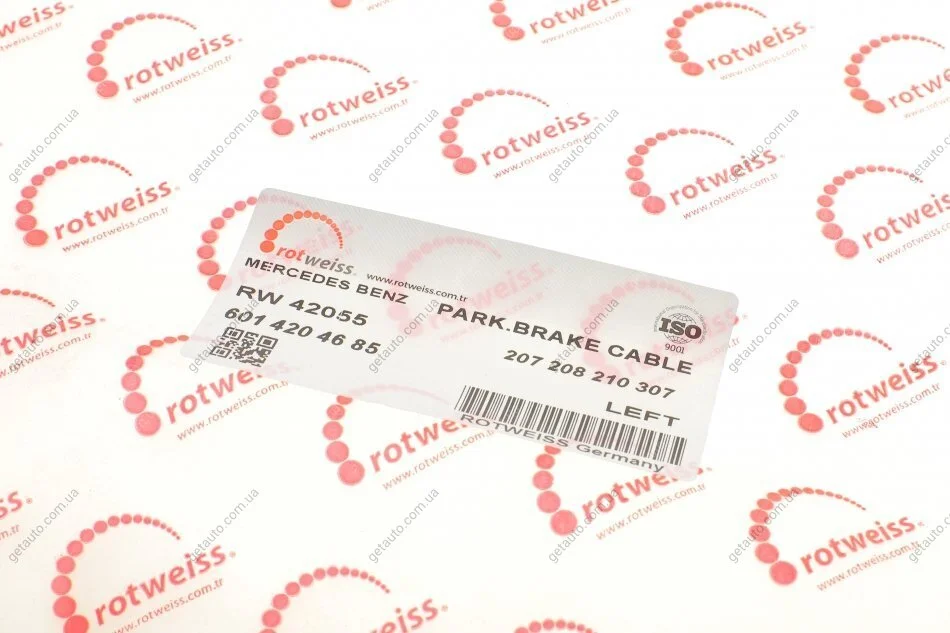 rotweiss.
www.rotweiss.com.tr
MERCEDES BENZ
PARK.BRAKE CABLE
RW 42055
601 420 46 85
207 208 210 307
LEFT
ISO
9001
ROTWEISS Germany
rotweiss.
www.rotweiss.com.tr
getauto.com.ua